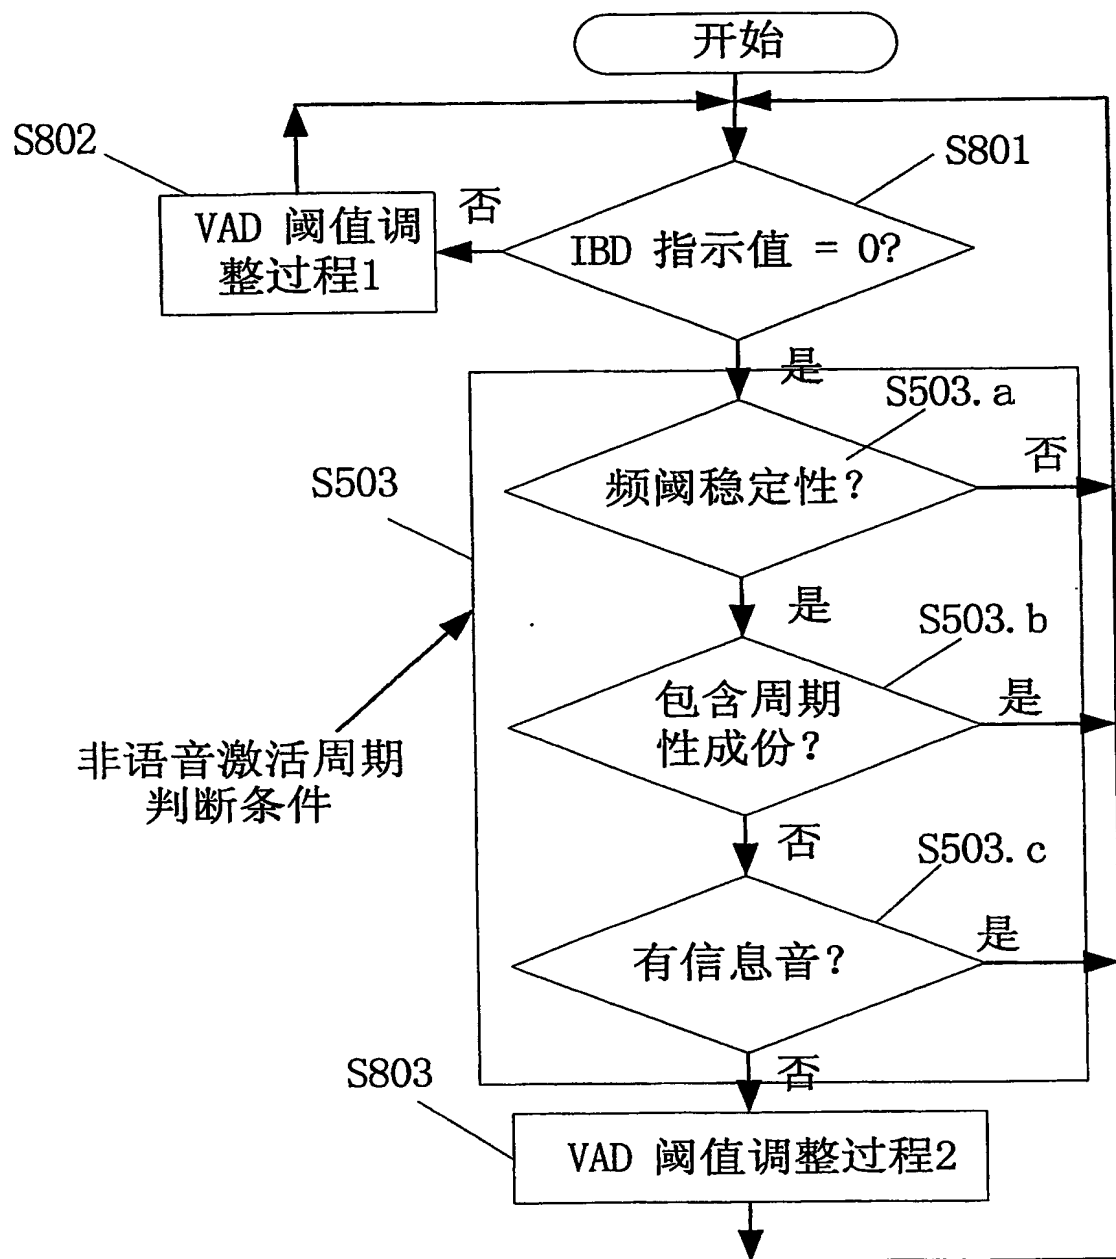 开始
S802
S801
VAD 阈值调
整过程1
否
IBD 指示值 = 0?
是
S503.a
否
S503
频阈稳定性?
是
S503.b
包含周期
性成份?
是
非语音激活周期
判断条件
否
S503.c
有信息音?
是
S803
否
VAD 阈值调整过程2